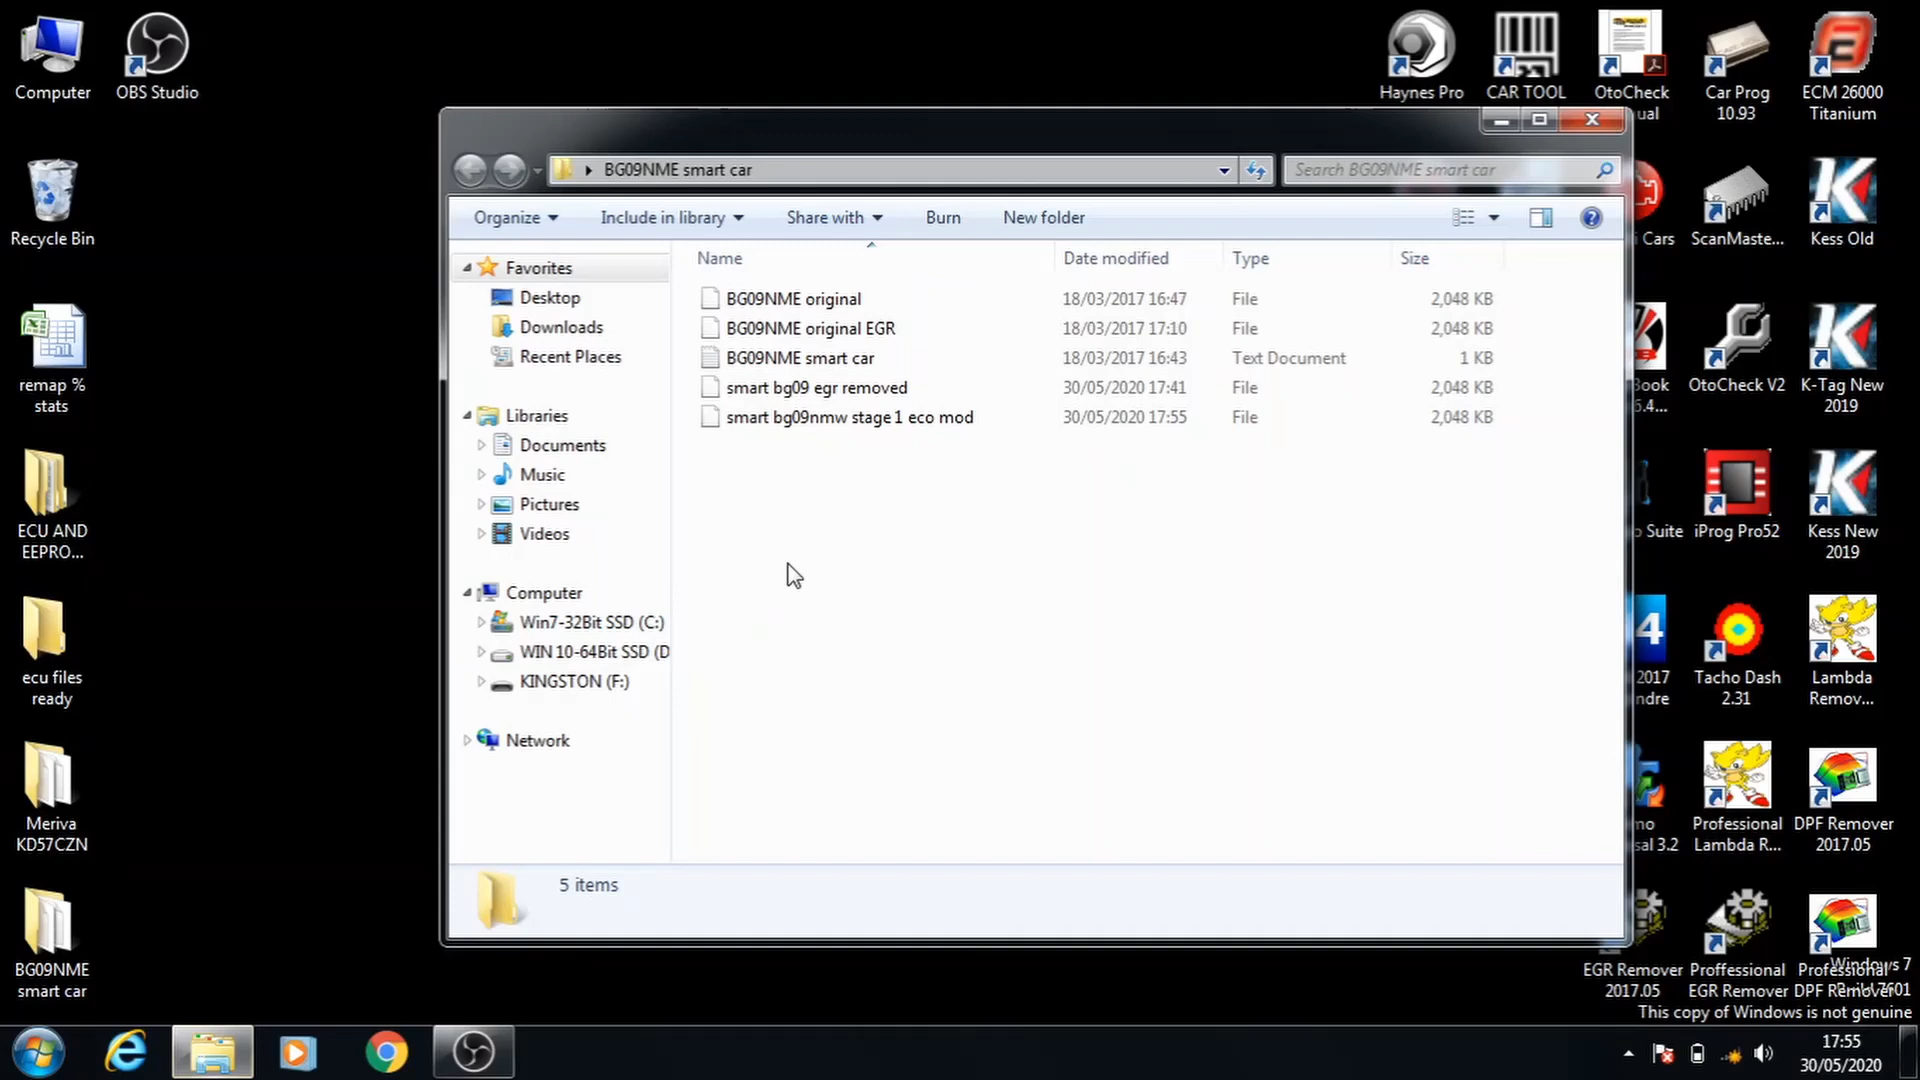 Computer
OBS Studio
Recycle Bin
remap %
stats
ECU AND
EEPRO...
ecu files
ready
Meriva
KD57CZN
BG09NME
smart car
BG09NME smart car
Search BG09NME smart car
Organize
Include in library
Share with
Burn
New folder
Name
Date modified
Type
Size
Favorites
Desktop
Downloads
Recent Places
Libraries
Documents
Music
Pictures
Videos
Computer
Win7-32Bit SSD (C:)
WIN 10-64Bit SSD (D
KINGSTON (F:)
Network
BG09NME original 18/03/2017 16:47 File 2,048 KB
BG09NME original EGR 18/03/2017 17:10 File 2,048 KB
BG09NME smart car 18/03/2017 16:43 Text Document 1 KB
smart bg09 egr removed 30/05/2020 17:41 File 2,048 KB
smart bg09nmw stage 1 eco mod 30/05/2020 17:55 File 2,048 KB
5 items
Haynes Pro
CAR TOOL
OtoCheck
ual
Car Prog
10.93
ECM 26000
Titanium
i Cars
ScanMaste...
Kess Old
Book
5.4...
OtoCheck V2
K-Tag New
2019
o Suite
iProg Pro52
Kess New
2019
4
2017
ndre
Tacho Dash
2.31
Lambda
Remov...
mo
sal 3.2
Professional
Lambda R...
DPF Remover
2017.05
EGR Remover
2017.05
Proffessional
EGR Remover
Professional
DPF Remover
Windows 7
Build 7601
This copy of Windows is not genuine
17:55
30/05/2020